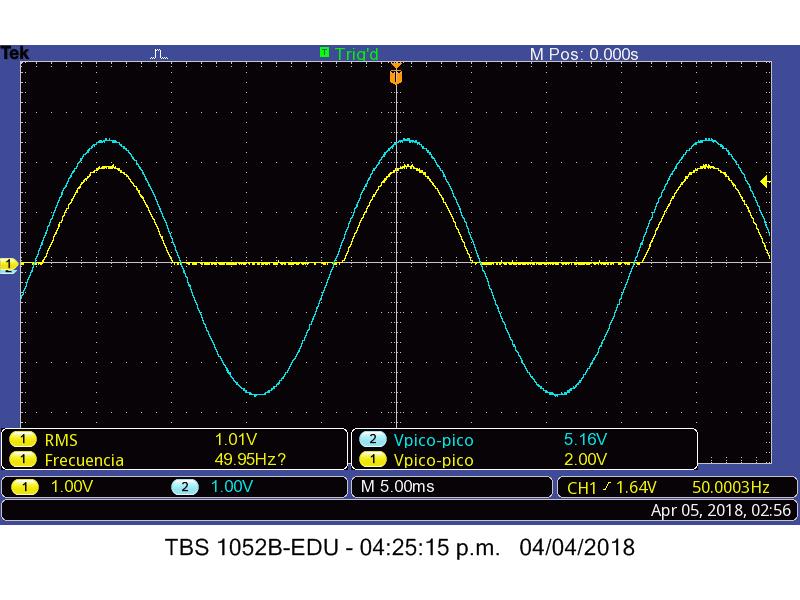 Tek Trig'd M Pos: 0.000s
T
1
2
1 RMS 1.01V 2 Vpico-pico 5.16V
1 Frecuencia 49.95Hz? 1 Vpico-pico 2.00V
1 1.00V 2 1.00V M 5.00ms CH1 1.64V 50.0003Hz
Apr 05, 2018, 02:56
TBS 1052B-EDU - 04:25:15 p.m. 04/04/2018